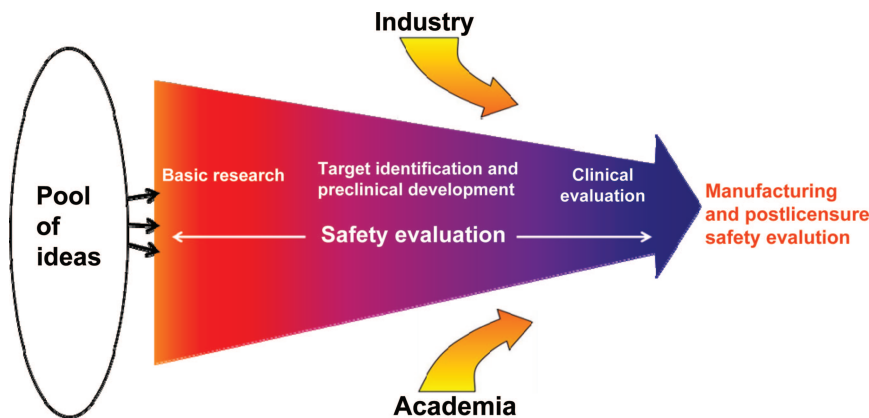 Industry
Pool
of
ideas
Basic research
Target identification and
preclinical development
Clinical
evaluation
Safety evaluation
Manufacturing
and postlicensure
safety evalution
Academia